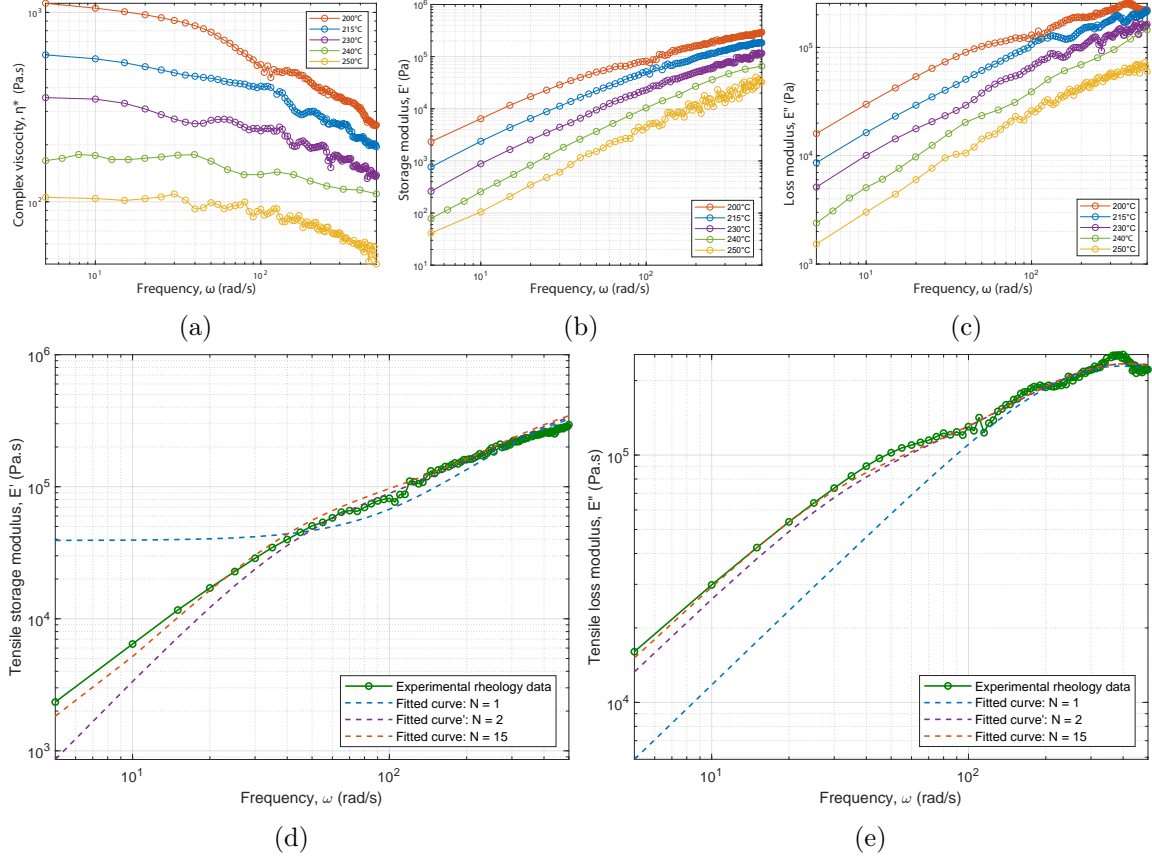 10³
10²
Complex viscocity, η* (Pa.s)
200°C
215°C
230°C
240°C
250°C
10¹
10²
Frequency, ω (rad/s)
(a)
10⁶
10⁵
10⁴
10³
10²
10¹
Storage modulus, E' (Pa)
200°C
215°C
230°C
240°C
250°C
10¹
10²
Frequency, ω (rad/s)
(b)
10⁵
10⁴
10³
Loss modulus, E" (Pa)
200°C
215°C
230°C
240°C
250°C
10¹
10²
Frequency, ω (rad/s)
(c)
10⁶
10⁵
10⁴
10³
Tensile storage modulus, E' (Pa.s)
Experimental rheology data
Fitted curve: N = 1
Fitted curve': N = 2
Fitted curve: N = 15
10¹
10²
Frequency, ω (rad/s)
(d)
10⁵
10⁴
Tensile loss modulus, E" (Pa.s)
Experimental rheology data
Fitted curve: N = 1
Fitted curve': N = 2
Fitted curve: N = 15
10¹
10²
Frequency, ω (rad/s)
(e)